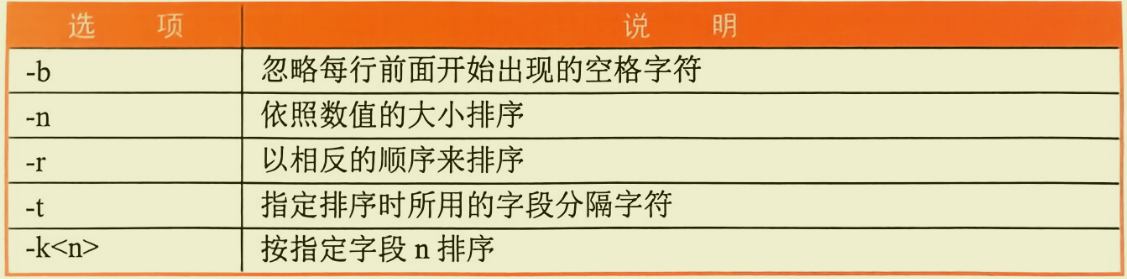 选 项 说 明
-b 忽略每行前面开始出现的空格字符
-n 依照数值的大小排序
-r 以相反的顺序来排序
-t 指定排序时所用的字段分隔字符
-k<n> 按指定字段 n 排序